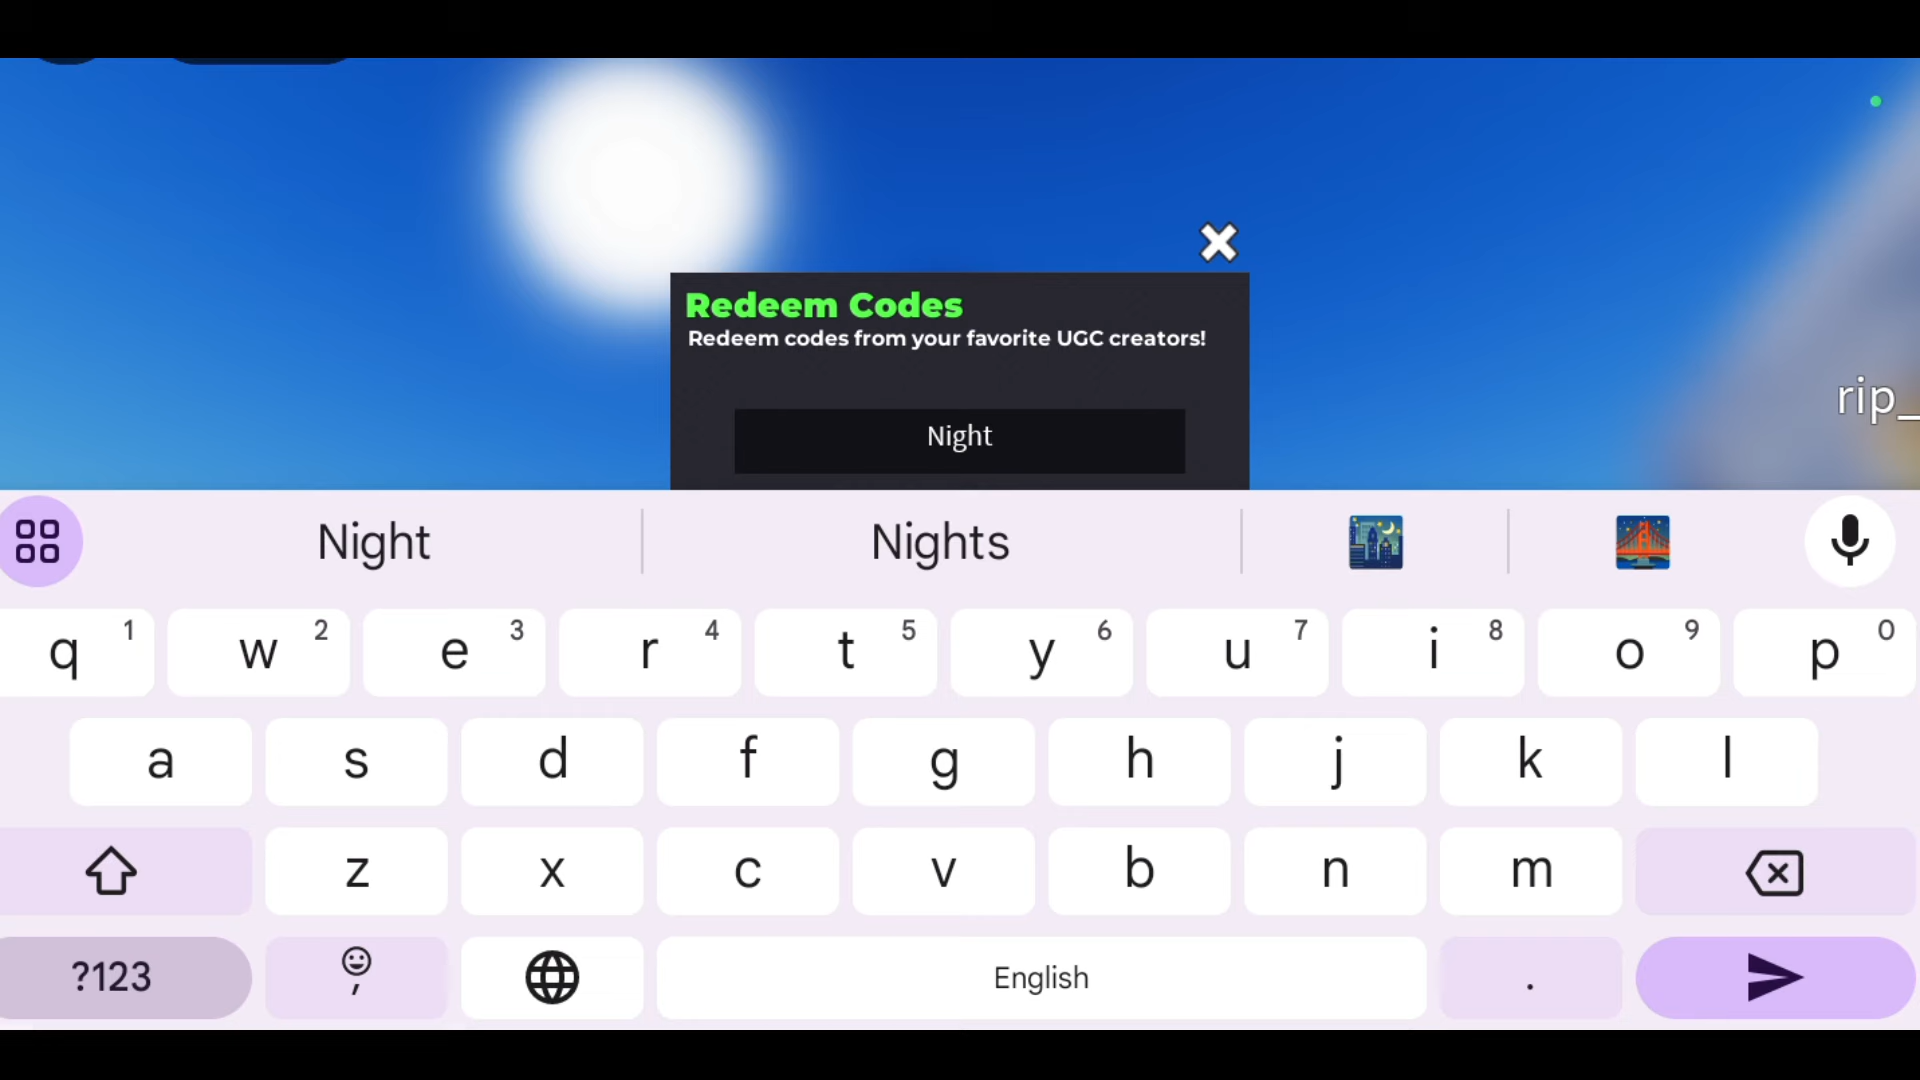 Redeem Codes
Redeem codes from your favorite UGC creators!
rip_
Night
Night Nights
q 1 w 2 e 3 r 4 t 5 y 6 u 7 i 8 o 9 p 0
a s d f g h j k l
z x c v b n m
?123 , English .